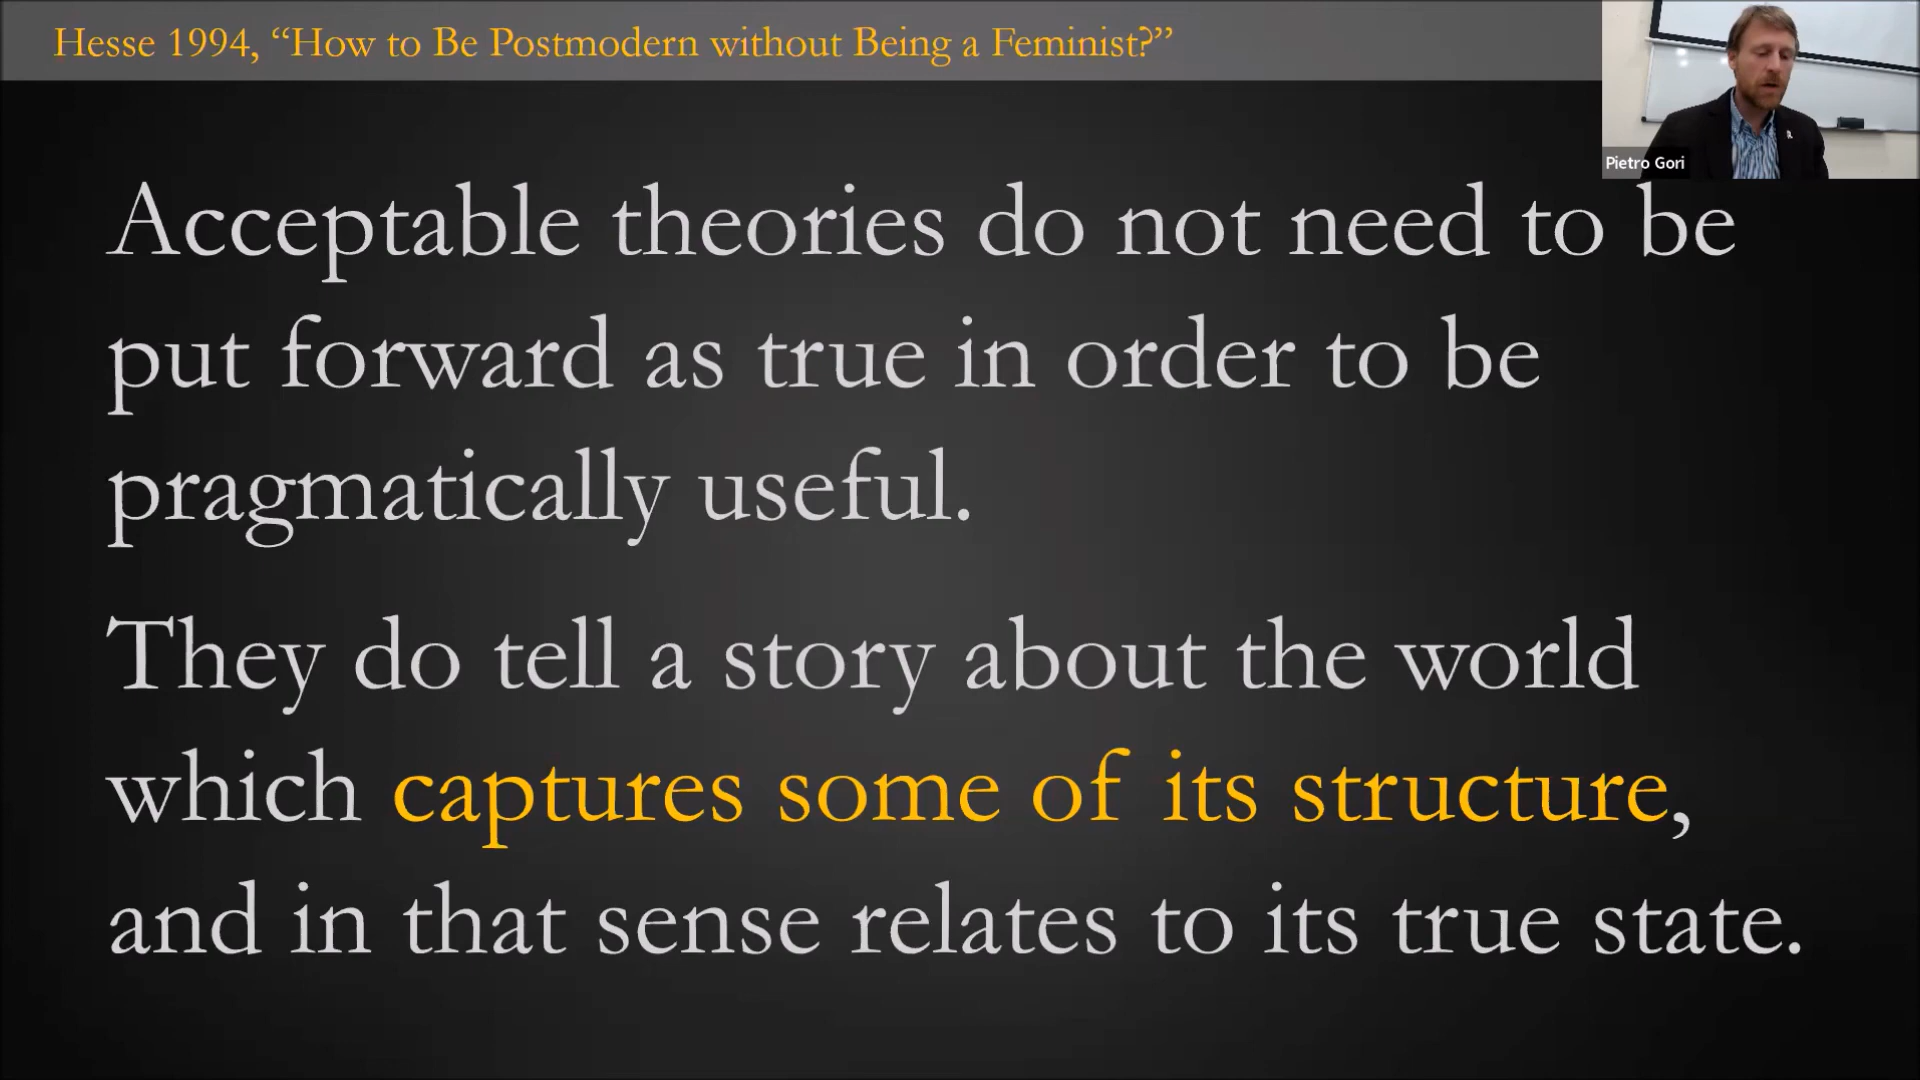 Hesse 1994, “How to Be Postmodern without Being a Feminist?”
Pietro Gori
Acceptable theories do not need to be
put forward as true in order to be
pragmatically useful.
They do tell a story about the world
which captures some of its structure,
and in that sense relates to its true state.